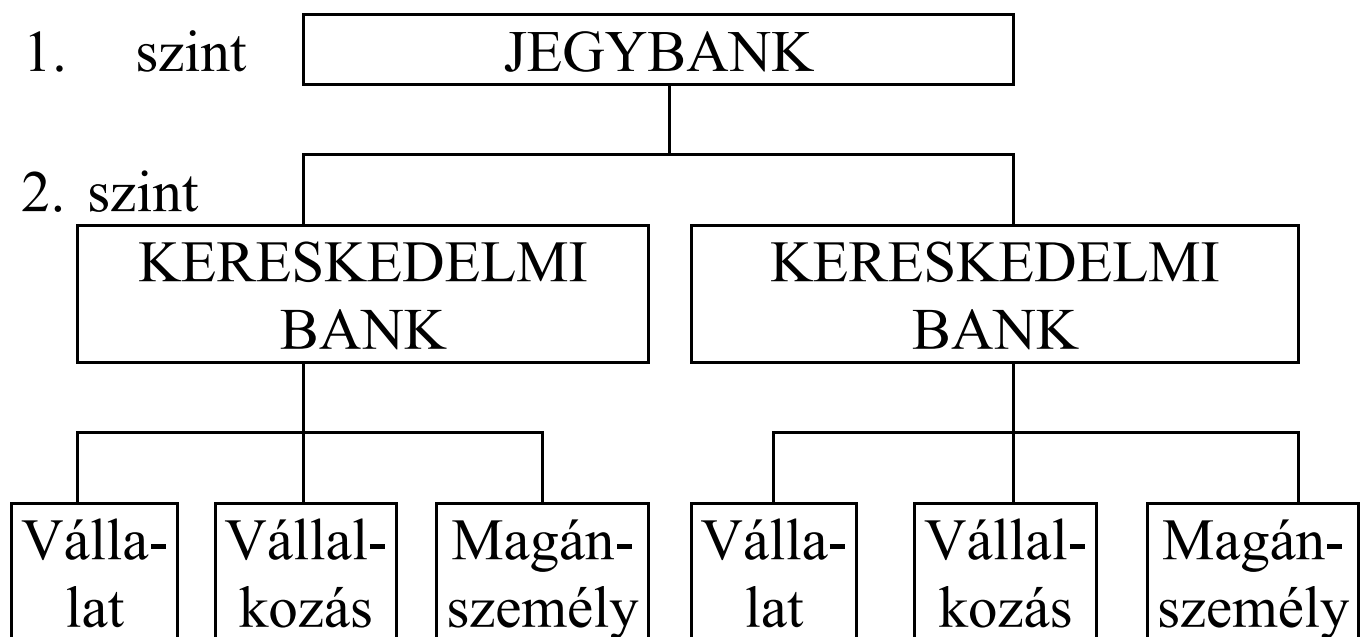 1. szint JEGYBANK
2. szint
KERESKEDELMI
BANK
KERESKEDELMI
BANK
Válla-
lat
Vállal-
kozás
Magán-
személy
Válla-
lat
Vállal-
kozás
Magán-
személy